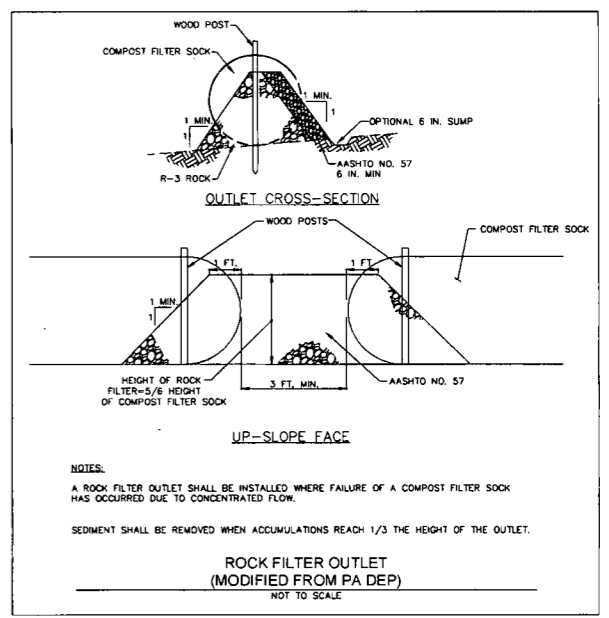 WOOD POST
COMPOST FILTER SOCK
1 MIN.
1
1 MIN.
1
OPTIONAL 6 IN. SUMP
R-3 ROCK
AASHTO NO. 57
6 IN. MIN
OUTLET CROSS-SECTION
WOOD POSTS
COMPOST FILTER SOCK
1 FT.
1 FT
1 MIN.
1
HEIGHT OF ROCK
FILTER=5/6 HEIGHT
OF COMPOST FILTER SOCK
3 FT. MIN.
AASHTO NO. 57
UP-SLOPE FACE
NOTES:
A ROCK FILTER OUTLET SHALL BE INSTALLED WHERE FAILURE OF A COMPOST FILTER SOCK
HAS OCCURRED DUE TO CONCENTRATED FLOW.
SEDIMENT SHALL BE REMOVED WHEN ACCUMULATIONS REACH 1/3 THE HEIGHT OF THE OUTLET.
ROCK FILTER OUTLET
(MODIFIED FROM PA DEP)
NOT TO SCALE